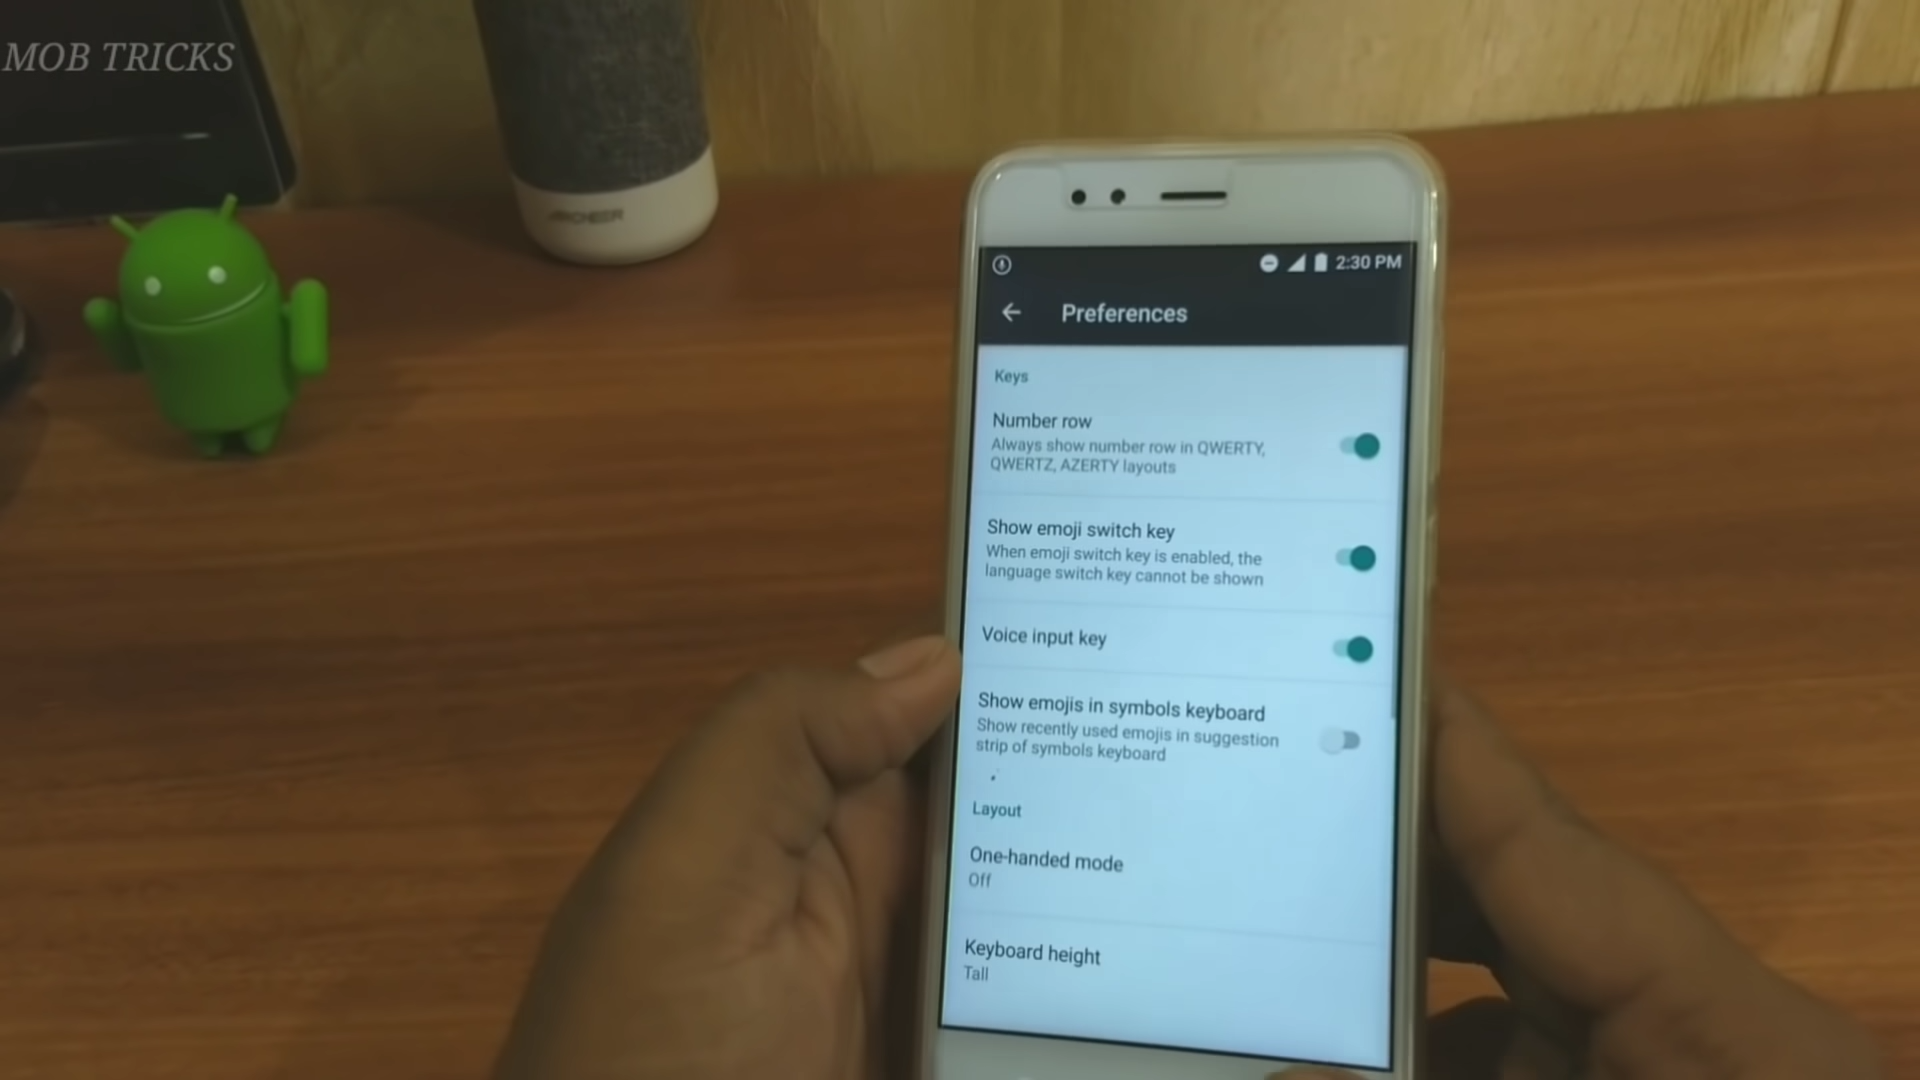 MOB TRICKS
ARCHEER
2:30 PM
Preferences
Keys
Number row
Always show number row in QWERTY,
QWERTZ, AZERTY layouts
Show emoji switch key
When emoji switch key is enabled, the
language switch key cannot be shown
Voice input key
Show emojis in symbols keyboard
Show recently used emojis in suggestion
strip of symbols keyboard
Layout
One-handed mode
Off
Keyboard height
Tall